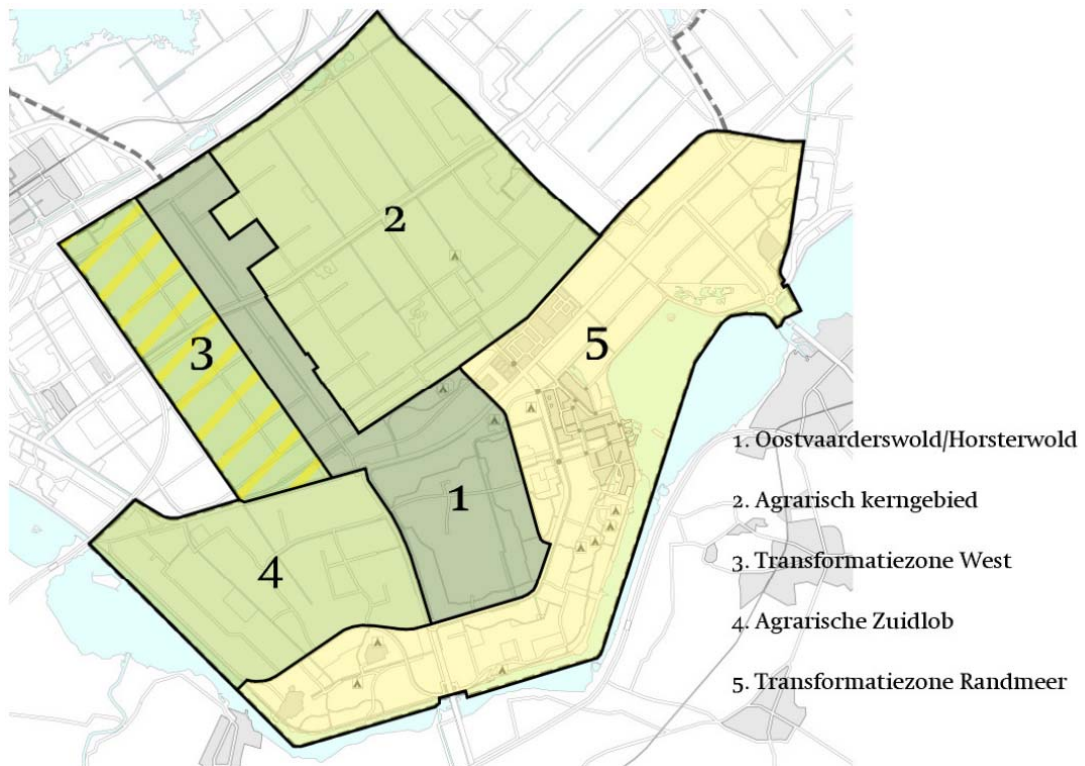 2
3
5
1
4
1. Oostvaarderswold/Horsterwold
2. Agrarisch kerngebied
3. Transformatiezone West
4. Agrarische Zuidlob
5. Transformatiezone Randmeer